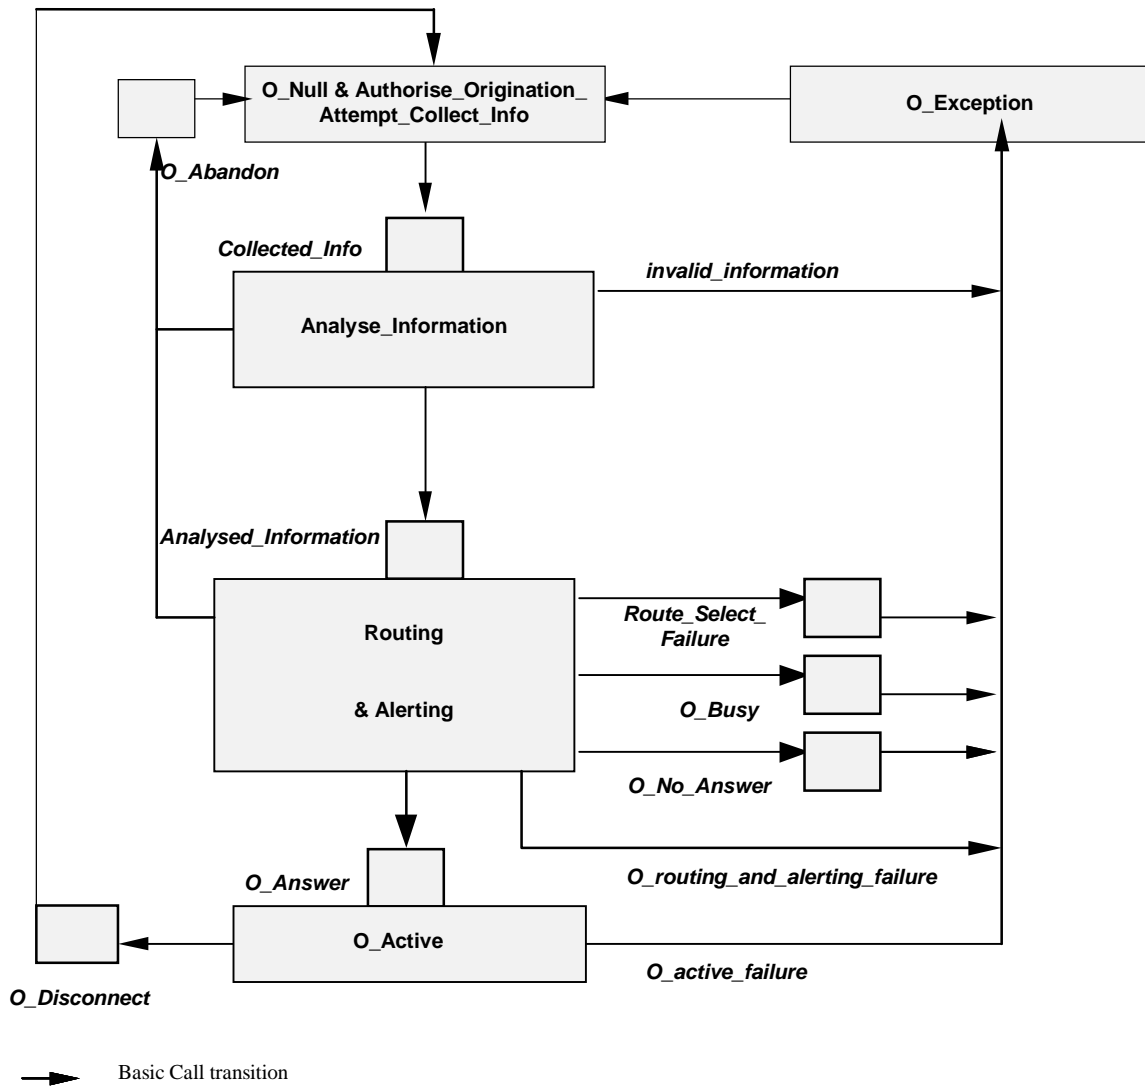 O_Null & Authorise_Origination_
Attempt_Collect_Info
O_Exception
O_Abandon
Collected_Info
invalid_information
Analyse_Information
Analysed_Information
Routing
& Alerting
Route_Select_
Failure
O_Busy
O_No_Answer
O_routing_and_alerting_failure
O_Answer
O_Active
O_active_failure
O_Disconnect
Basic Call transition